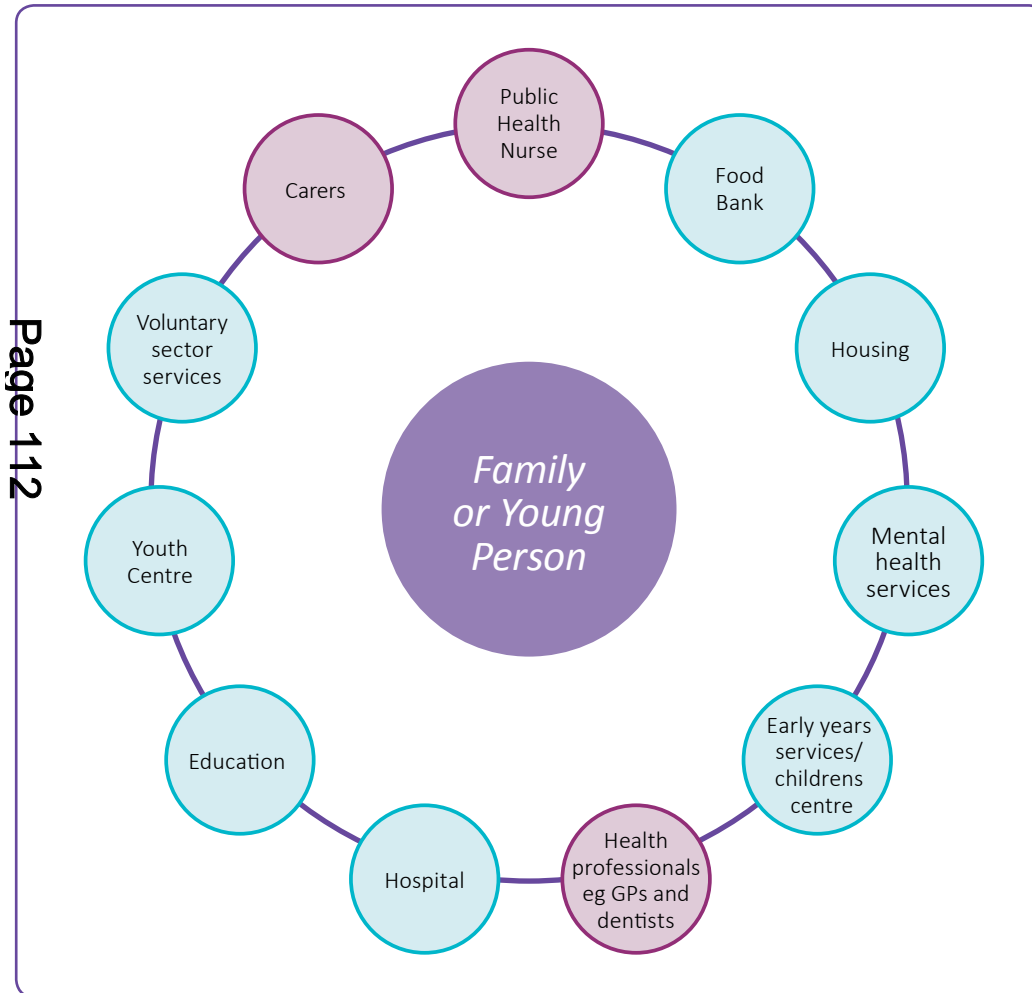 Public
Health
Nurse
Carers
Food
Bank
Voluntary
sector
services
Housing
Page 112
Family
or Young
Person
Youth
Centre
Mental
health
services
Education
Early years
services/
childrens
centre
Hospital
Health
professionals
eg GPs and
dentists